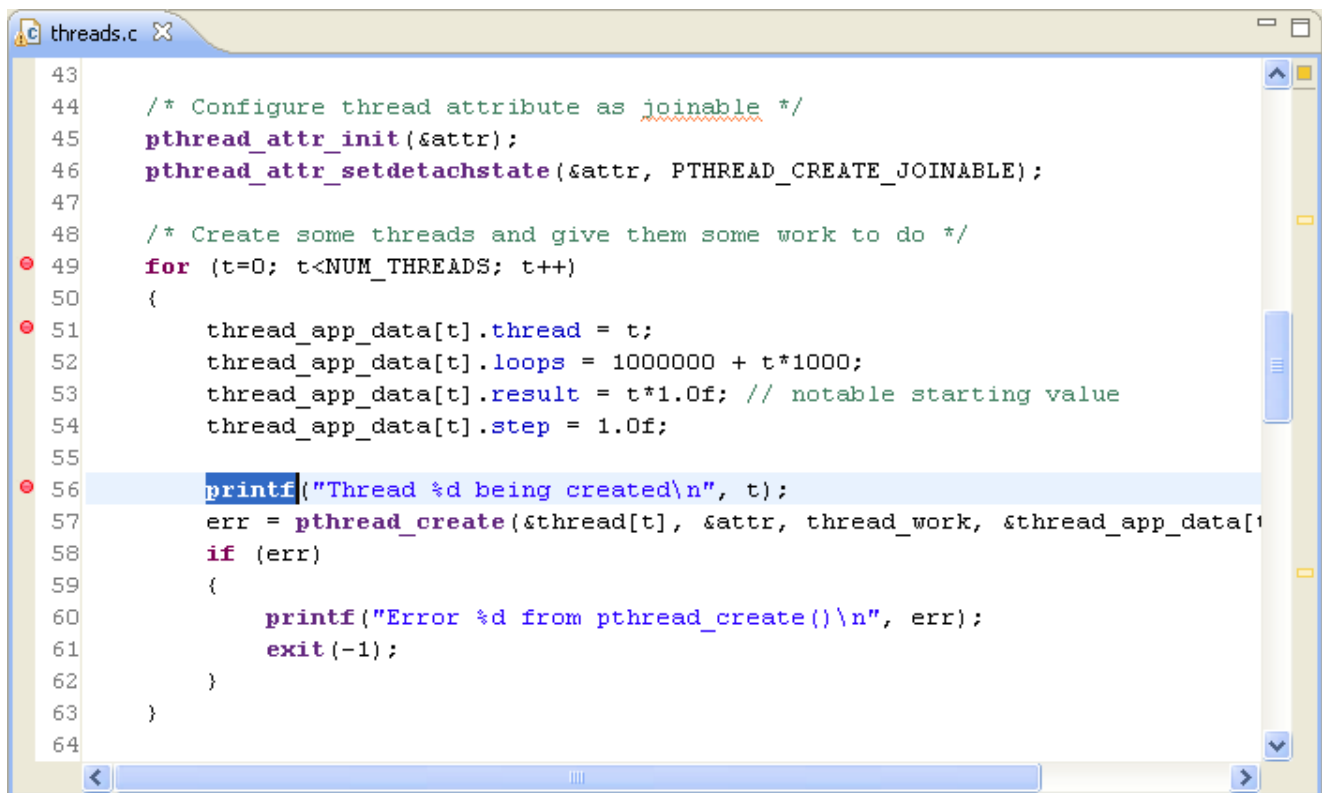 threads.c
43
44 /* Configure thread attribute as joinable */
45 pthread_attr_init(&attr);
46 pthread_attr_setdetachstate(&attr, PTHREAD_CREATE_JOINABLE);
47
48 /* Create some threads and give them some work to do */
49 for (t=0; t<NUM_THREADS; t++)
50 {
51 thread_app_data[t].thread = t;
52 thread_app_data[t].loops = 1000000 + t*1000;
53 thread_app_data[t].result = t*1.0f; // notable starting value
54 thread_app_data[t].step = 1.0f;
55
56 printf("Thread %d being created\n", t);
57 err = pthread_create(&thread[t], &attr, thread_work, &thread_app_data[t
58 if (err)
59 {
60 printf("Error %d from pthread_create()\n", err);
61 exit(-1);
62 }
63 }
64